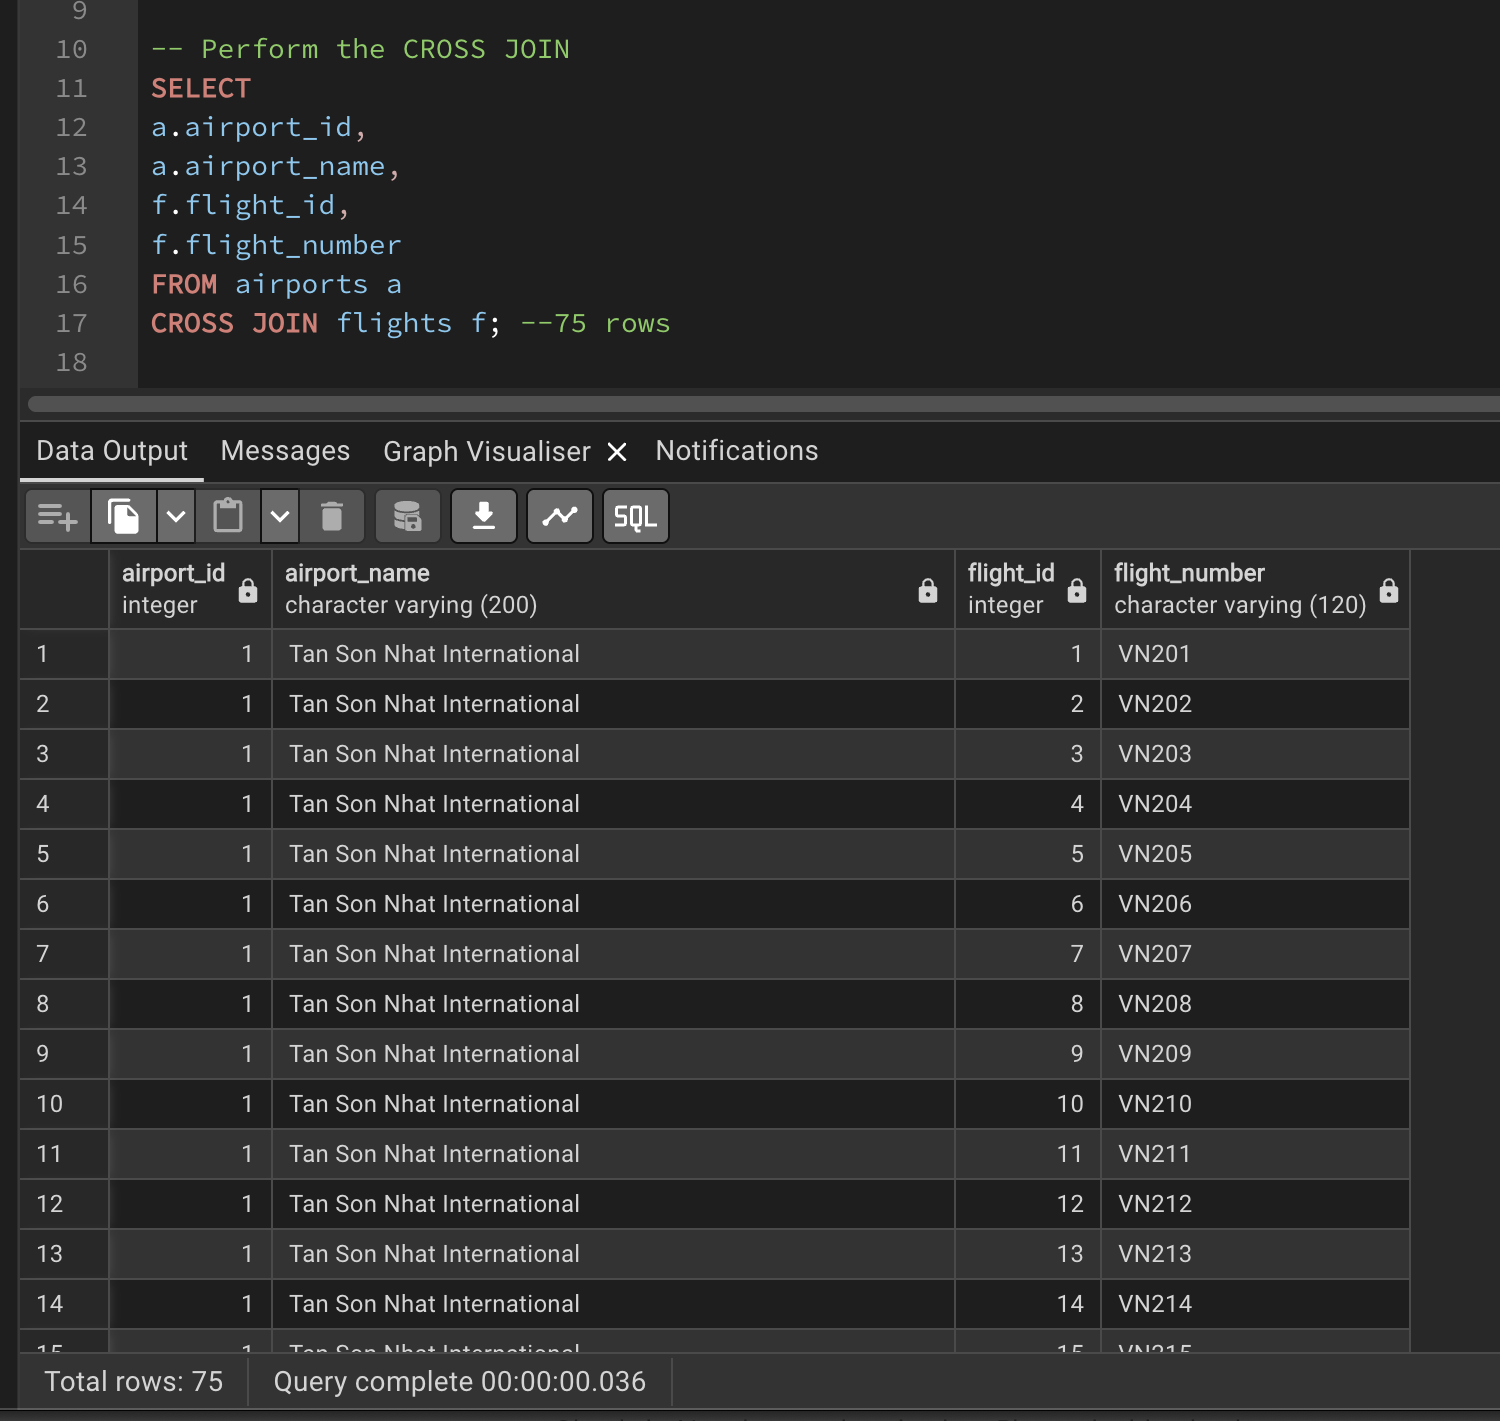 9
10 -- Perform the CROSS JOIN
11 SELECT
12 a.airport_id,
13 a.airport_name,
14 f.flight_id,
15 f.flight_number
16 FROM airports a
17 CROSS JOIN flights f; --75 rows
18
Data Output Messages Graph Visualiser Notifications
SQL
airport_id airport_name flight_id flight_number
integer character varying (200) integer character varying (120)
1 1 Tan Son Nhat International 1 VN201
2 1 Tan Son Nhat International 2 VN202
3 1 Tan Son Nhat International 3 VN203
4 1 Tan Son Nhat International 4 VN204
5 1 Tan Son Nhat International 5 VN205
6 1 Tan Son Nhat International 6 VN206
7 1 Tan Son Nhat International 7 VN207
8 1 Tan Son Nhat International 8 VN208
9 1 Tan Son Nhat International 9 VN209
10 1 Tan Son Nhat International 10 VN210
11 1 Tan Son Nhat International 11 VN211
12 1 Tan Son Nhat International 12 VN212
13 1 Tan Son Nhat International 13 VN213
14 1 Tan Son Nhat International 14 VN214
15 1 Tan Son Nhat International 15 VN215
Total rows: 75 Query complete 00:00:00.036